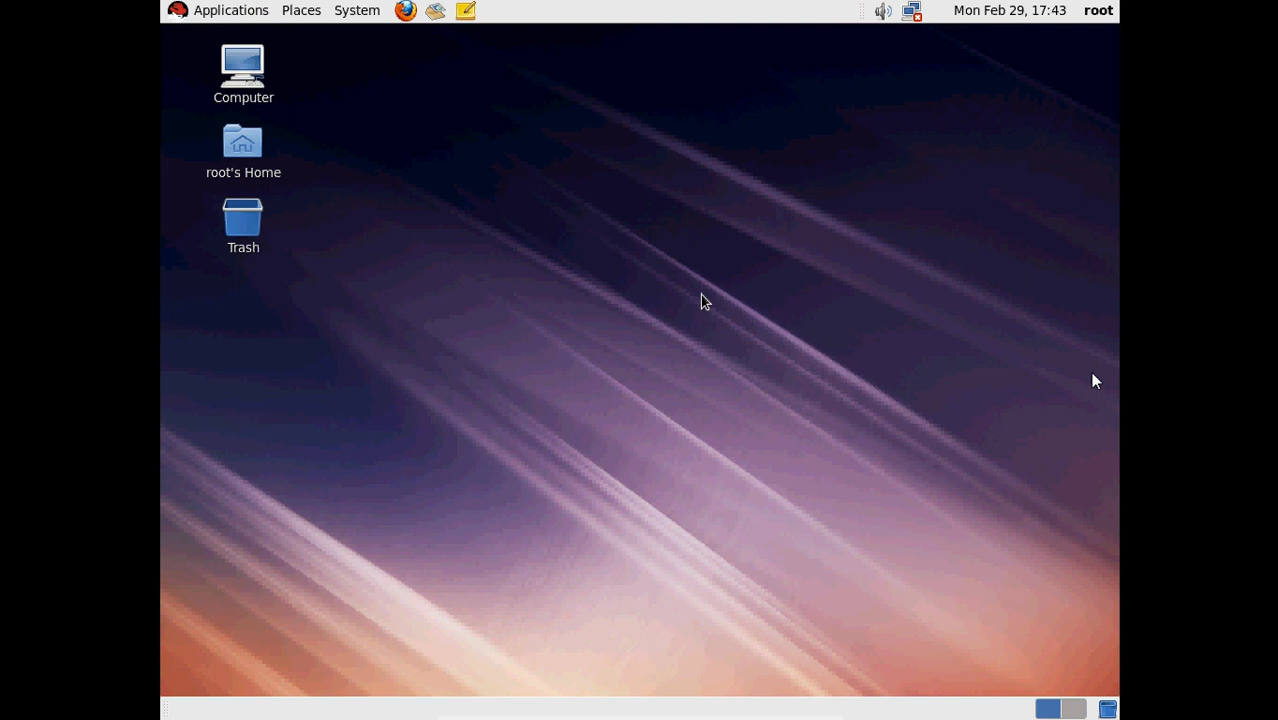 Applications Places System Mon Feb 29, 17:43 root
Computer
root's Home
Trash